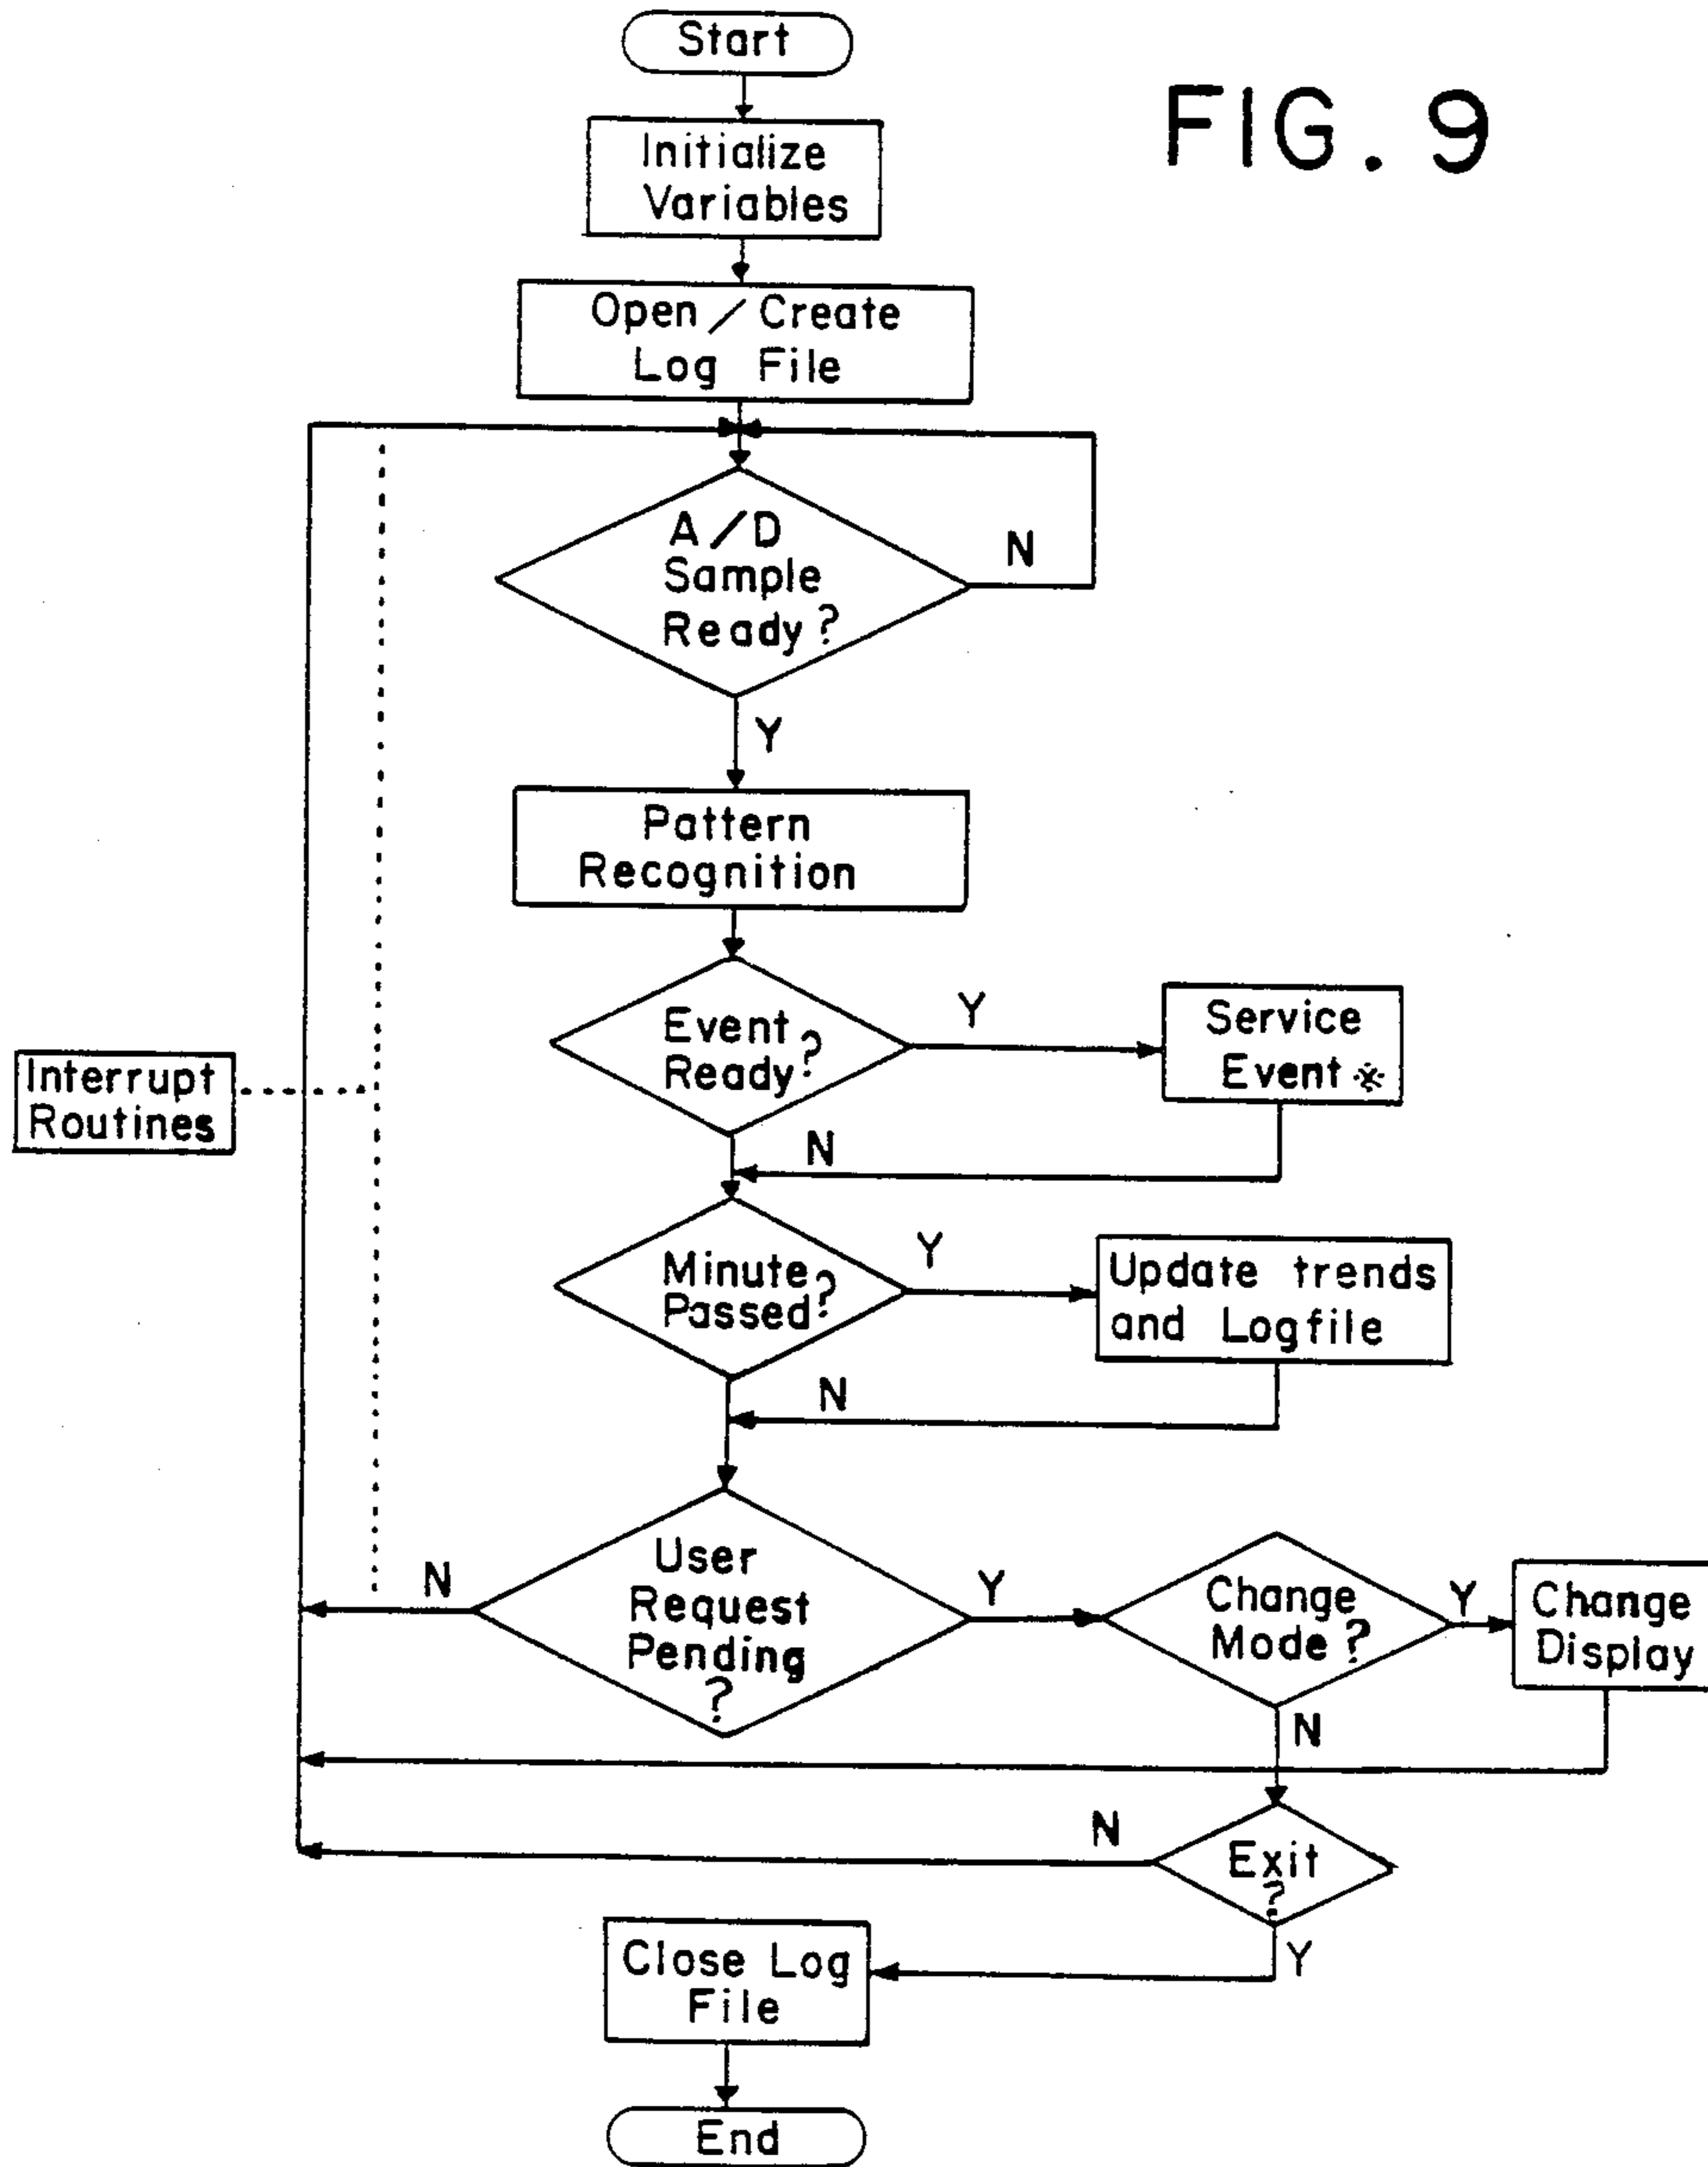 Start
FIG. 9
Initialize
Variables
Open / Create
Log File
A / D
Sample
Ready?
N
Y
Pattern
Recognition
Event
Ready?
Y
Service
Event *
N
Interrupt
Routines
Minute
Passed?
Y
Update trends
and Logfile
N
User
Request
Pending
?
N
Y
Change
Mode?
Y
Change
Display
N
Exit
?
N
Y
Close Log
File
End